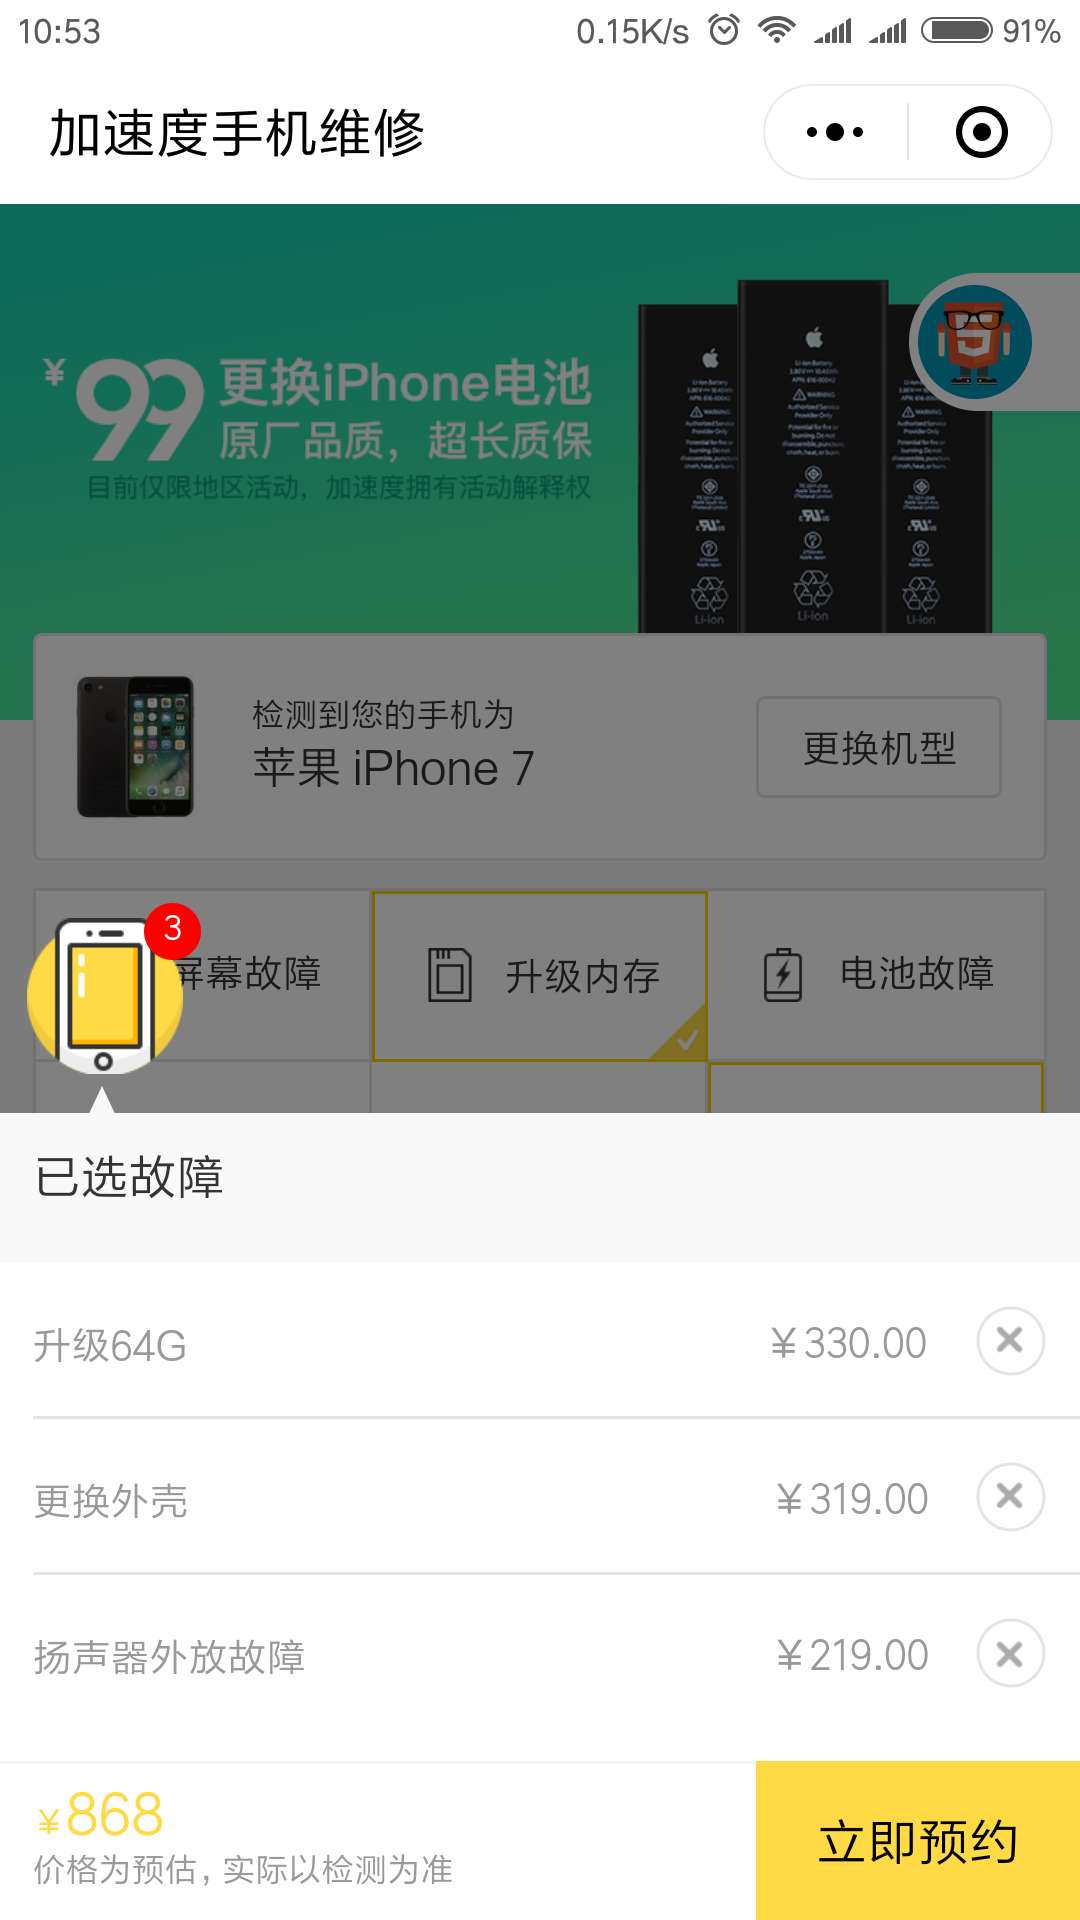 10:53 0.15K/s 91%
加速度手机维修
¥99 更换iPhone电池
原厂品质，超长质保
目前仅限地区活动，加速度拥有活动解释权
Li-ion Li-ion Li-ion
检测到您的手机为
苹果 iPhone 7
更换机型
3
屏幕故障 升级内存 电池故障
已选故障
升级64G ¥330.00
更换外壳 ¥319.00
扬声器外放故障 ¥219.00
¥868
价格为预估，实际以检测为准
立即预约